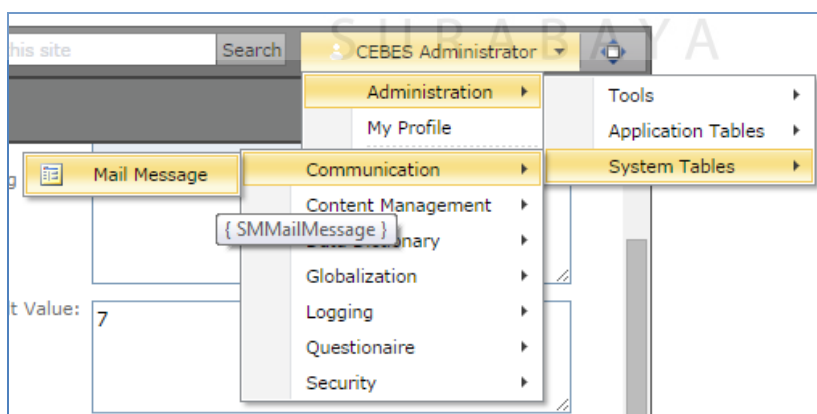 SURABAYA
this site
Search
CEBES Administrator
Administration
My Profile
Tools
Application Tables
System Tables
Communication
Mail Message
Content Management
{ SMMailMessage }
Globalization
t Value:
7
Logging
Questionaire
Security